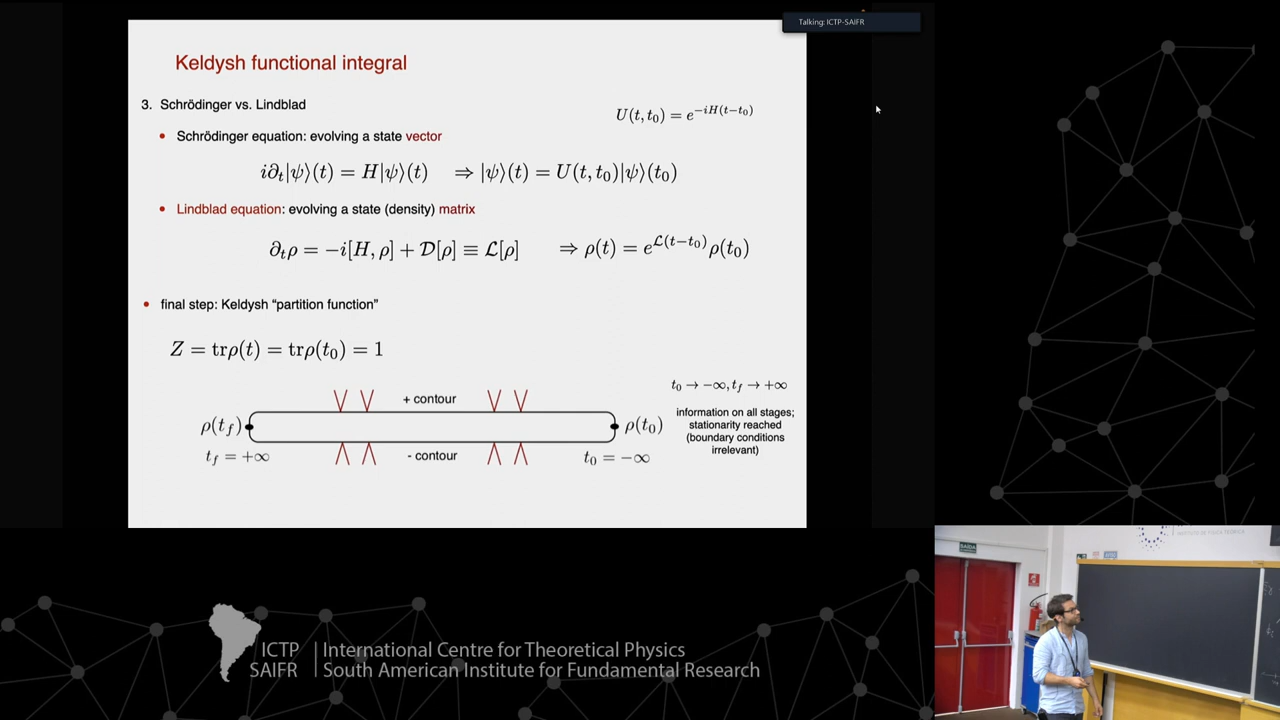 Talking: ICTP-SAIFR
Keldysh functional integral
3. Schrödinger vs. Lindblad
U(t, t₀) = e^{−iH(t−t₀)}
• Schrödinger equation: evolving a state vector
i∂ₜ|ψ⟩(t) = H|ψ⟩(t) ⇒ |ψ⟩(t) = U(t, t₀)|ψ⟩(t₀)
• Lindblad equation: evolving a state (density) matrix
∂ₜρ = −i[H, ρ] + 𝒟[ρ] ≡ ℒ[ρ] ⇒ ρ(t) = e^{ℒ(t−t₀)}ρ(t₀)
• final step: Keldysh “partition function”
Z = trρ(t) = trρ(t₀) = 1
t₀ → −∞, t_f → +∞
+ contour
information on all stages;
stationarity reached
(boundary conditions
irrelevant)
ρ(t_f)
ρ(t₀)
t_f = +∞
- contour
t₀ = −∞
SAIDA
ICTP
SAIFR
International Centre for Theoretical Physics
South American Institute for Fundamental Research